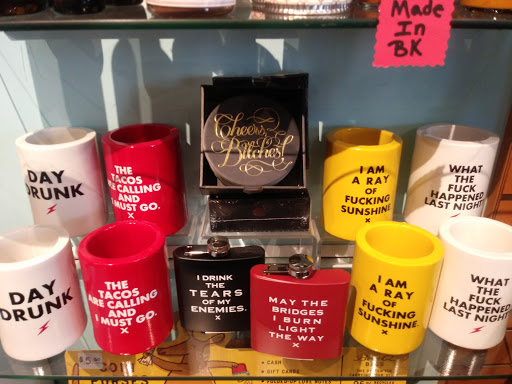 Made
In
BK
Cheers,
Bitches!
DAY
DRUNK
THE
TACOS
ARE CALLING
AND
I MUST GO.
I AM
A RAY
OF
FUCKING
SUNSHINE.
WHAT
THE
FUCK
HAPPENED
LAST NIGHT
DAY
DRUNK
THE
TACOS
ARE CALLING
AND
I MUST GO.
I DRINK
THE
TEARS
OF MY
ENEMIES.
MAY THE
BRIDGES
I BURN
LIGHT
THE WAY
I AM
A RAY
OF
FUCKING
SUNSHINE.
WHAT
THE
FUCK
HAPPENED
LAST NIGHT
CASH
GIFT CARDS